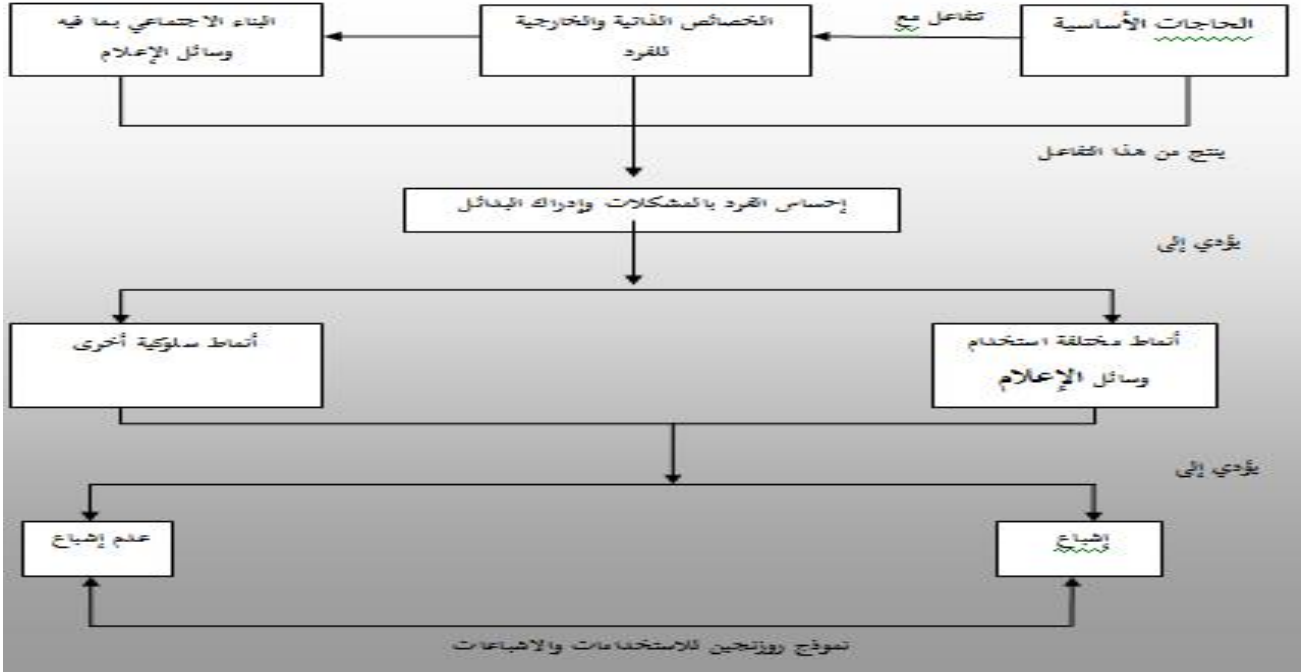 الحاجات الأساسية
تتفاعل مع
الخصائص الذاتية والخارجية
للفرد
البناء الاجتماعي بما فيه
وسائل الإعلام
ينتج من هذا التفاعل
إحساس الفرد بالمشكلات وإدراك البدائل
يؤدي إلى
أنماط مختلفة استخدام
وسائل الإعلام
أنماط سلوكية أخرى
يؤدي إلى
إشباع
عدم إشباع
نموذج روزنجين للاستخدامات والاشباعات